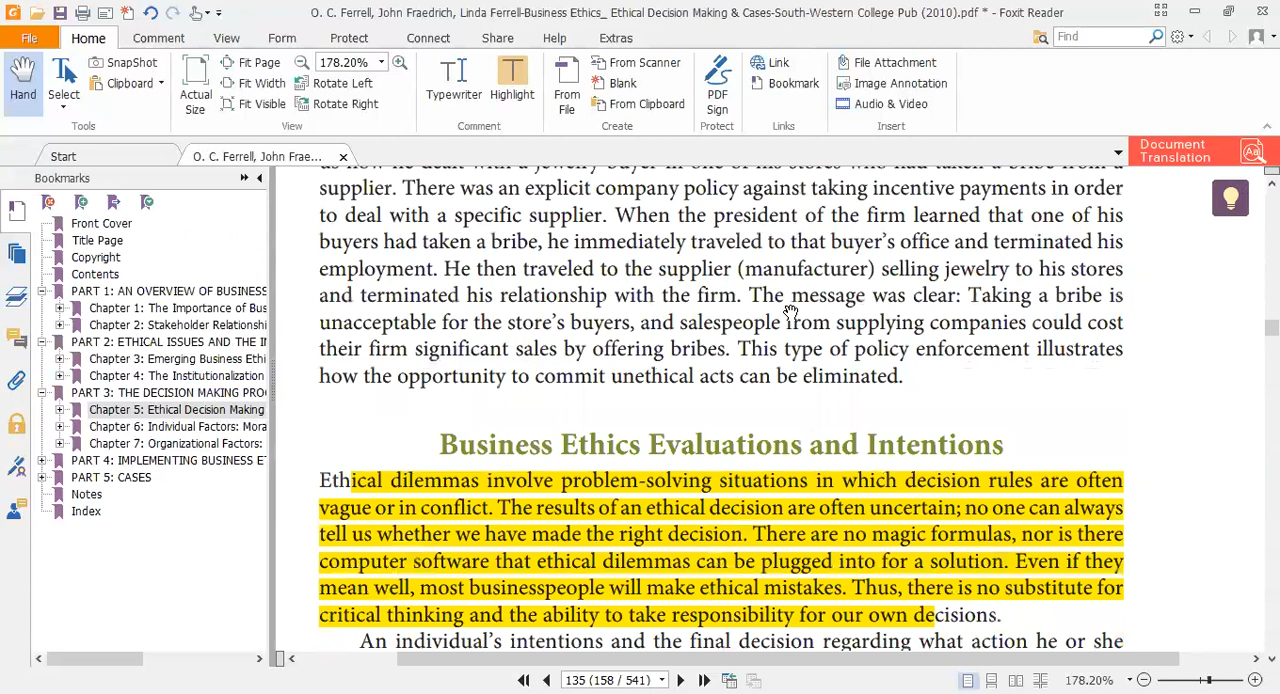 O. C. Ferrell, John Fraedrich, Linda Ferrell-Business Ethics_ Ethical Decision Making & Cases-South-Western College Pub (2010).pdf * - Foxit Reader
File Home Comment View Form Protect Connect Share Help Extras Find
Hand
Select
SnapShot
Clipboard
Tools
Actual
Size
Fit Page
Fit Width
Fit Visible
178.20%
Rotate Left
Rotate Right
View
Typewriter
Highlight
Comment
From
File
From Scanner
Blank
From Clipboard
Create
PDF
Sign
Protect
Link
Bookmark
Links
File Attachment
Image Annotation
Audio & Video
Insert
Start
O. C. Ferrell, John Frae...
Document
Translation
Bookmarks
Front Cover
Title Page
Copyright
Contents
PART 1: AN OVERVIEW OF BUSINESS
Chapter 1: The Importance of Bus
Chapter 2: Stakeholder Relationshi
PART 2: ETHICAL ISSUES AND THE I
Chapter 3: Emerging Business Ethi
Chapter 4: The Institutionalization
PART 3: THE DECISION MAKING PRO
Chapter 5: Ethical Decision Making
Chapter 6: Individual Factors: Mora
Chapter 7: Organizational Factors:
PART 4: IMPLEMENTING BUSINESS ET
PART 5: CASES
Notes
Index
supplier. There was an explicit company policy against taking incentive payments in order
to deal with a specific supplier. When the president of the firm learned that one of his
buyers had taken a bribe, he immediately traveled to that buyer's office and terminated his
employment. He then traveled to the supplier (manufacturer) selling jewelry to his stores
and terminated his relationship with the firm. The message was clear: Taking a bribe is
unacceptable for the store's buyers, and salespeople from supplying companies could cost
their firm significant sales by offering bribes. This type of policy enforcement illustrates
how the opportunity to commit unethical acts can be eliminated.
Business Ethics Evaluations and Intentions
Ethical dilemmas involve problem-solving situations in which decision rules are often
vague or in conflict. The results of an ethical decision are often uncertain; no one can always
tell us whether we have made the right decision. There are no magic formulas, nor is there
computer software that ethical dilemmas can be plugged into for a solution. Even if they
mean well, most businesspeople will make ethical mistakes. Thus, there is no substitute for
critical thinking and the ability to take responsibility for our own decisions.
An individual's intentions and the final decision regarding what action he or she
135 (158 / 541)
178.20%